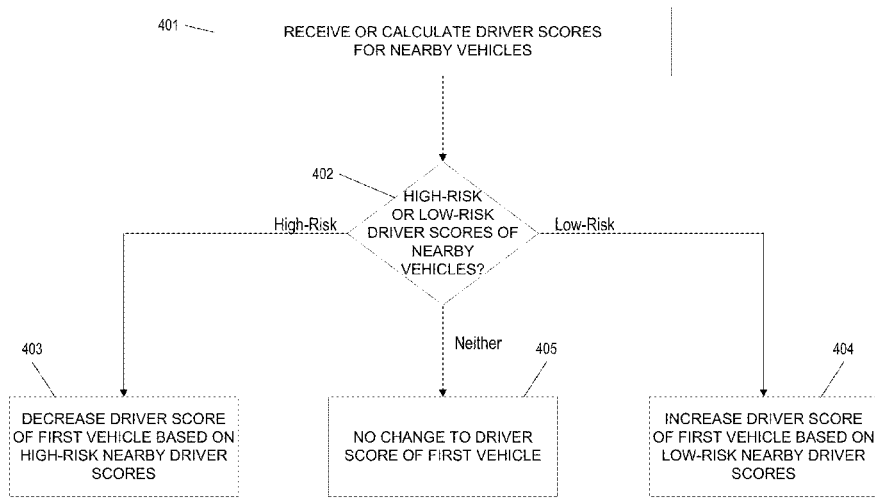 401
RECEIVE OR CALCULATE DRIVER SCORES
FOR NEARBY VEHICLES
402
HIGH-RISK
OR LOW-RISK
DRIVER SCORES OF
NEARBY
VEHICLES?
High-Risk
Low-Risk
Neither
403
405
404
DECREASE DRIVER SCORE
OF FIRST VEHICLE BASED ON
HIGH-RISK NEARBY DRIVER
SCORES
NO CHANGE TO DRIVER
SCORE OF FIRST VEHICLE
INCREASE DRIVER SCORE
OF FIRST VEHICLE BASED ON
LOW-RISK NEARBY DRIVER
SCORES